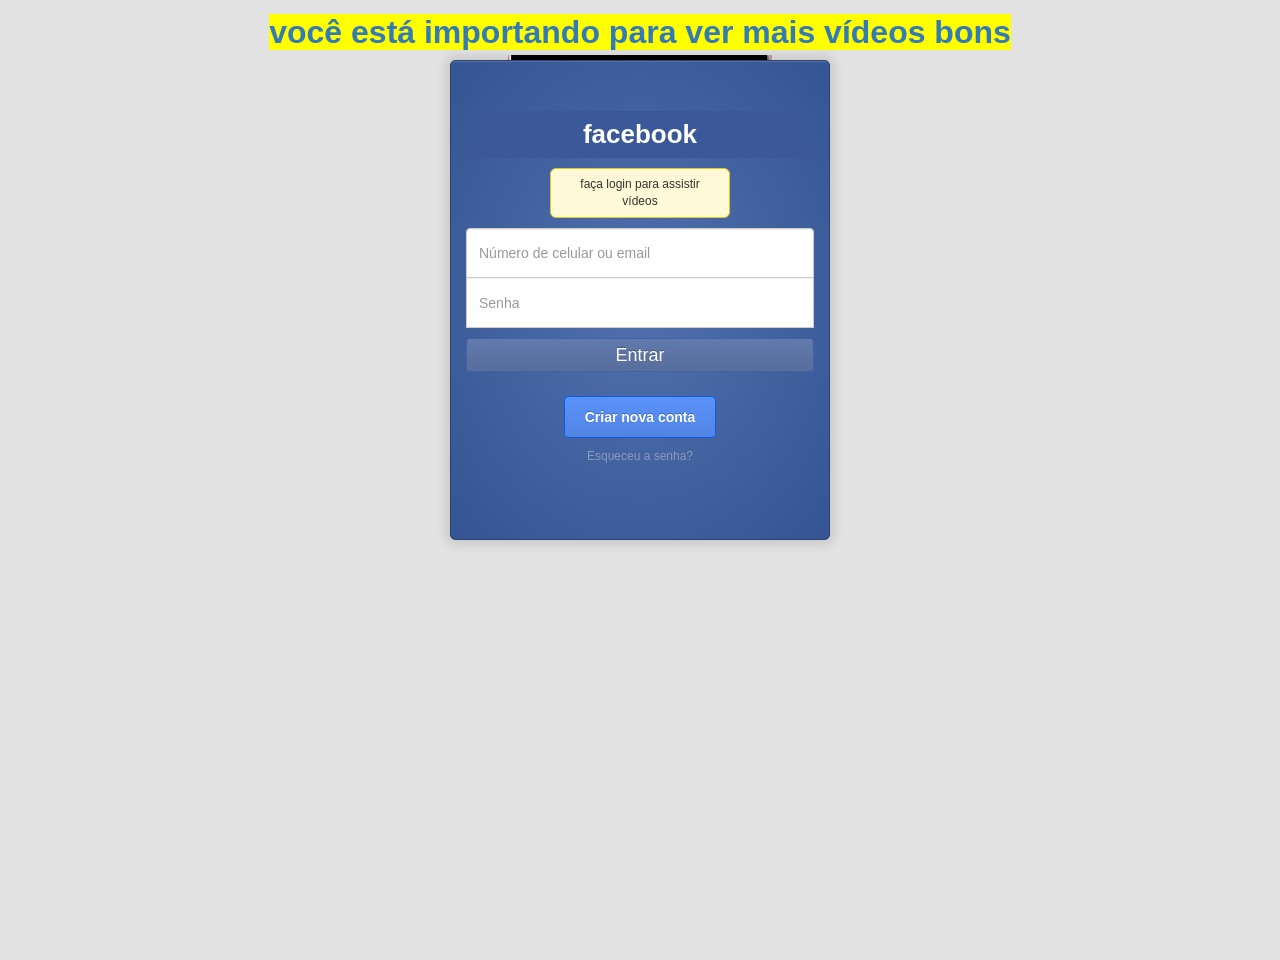 você está importando para ver mais vídeos bons
facebook
faça login para assistir
vídeos
Número de celular ou email
Senha
Entrar
Criar nova conta
Esqueceu a senha?